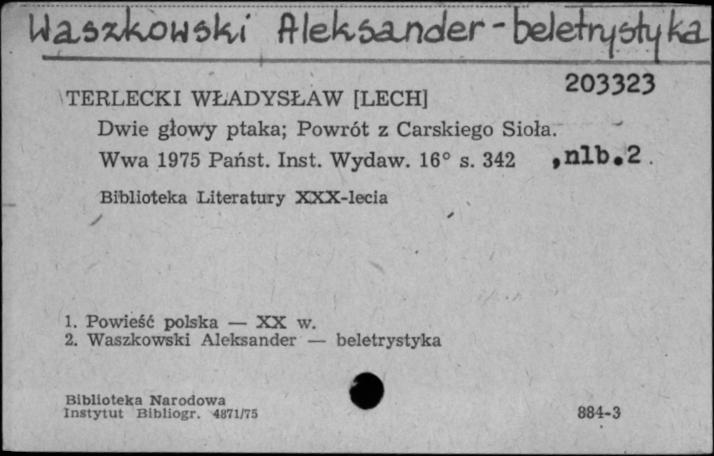 Waszkowski Aleksander - beletrystyka
203323
TERLECKI WŁADYSŁAW [LECH]
Dwie głowy ptaka; Powrót z Carskiego Sioła.
Wwa 1975 Państ. Inst. Wydaw. 16° s. 342 ,nlb.2.
Biblioteka Literatury XXX-lecia
1. Powieść polska — XX w.
2. Waszkowski Aleksander — beletrystyka
Biblioteka Narodowa
Instytut Bibliogr. 4871/75
884-3